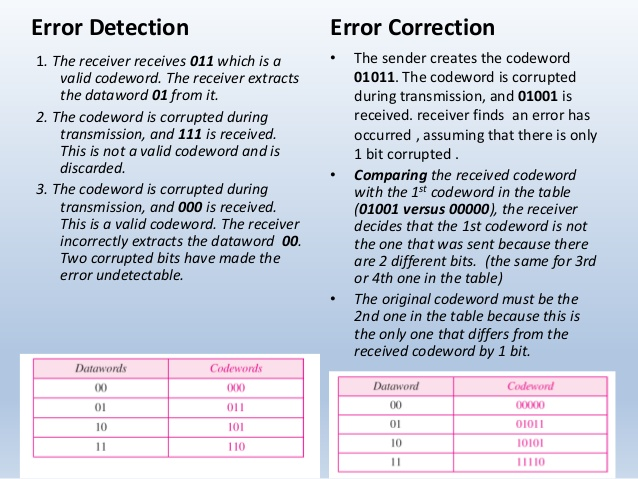 Error Detection
1. The receiver receives 011 which is a
valid codeword. The receiver extracts
the dataword 01 from it.
2. The codeword is corrupted during
transmission, and 111 is received.
This is not a valid codeword and is
discarded.
3. The codeword is corrupted during
transmission, and 000 is received.
This is a valid codeword. The receiver
incorrectly extracts the dataword 00.
Two corrupted bits have made the
error undetectable.
Datawords Codewords
00 000
01 011
10 101
11 110
Error Correction
• The sender creates the codeword
01011. The codeword is corrupted
during transmission, and 01001 is
received. receiver finds an error has
occurred , assuming that there is only
1 bit corrupted .
• Comparing the received codeword
with the 1st codeword in the table
(01001 versus 00000), the receiver
decides that the 1st codeword is not
the one that was sent because there
are 2 different bits. (the same for 3rd
or 4th one in the table)
• The original codeword must be the
2nd one in the table because this is
the only one that differs from the
received codeword by 1 bit.
Dataword Codeword
00 00000
01 01011
10 10101
11 11110